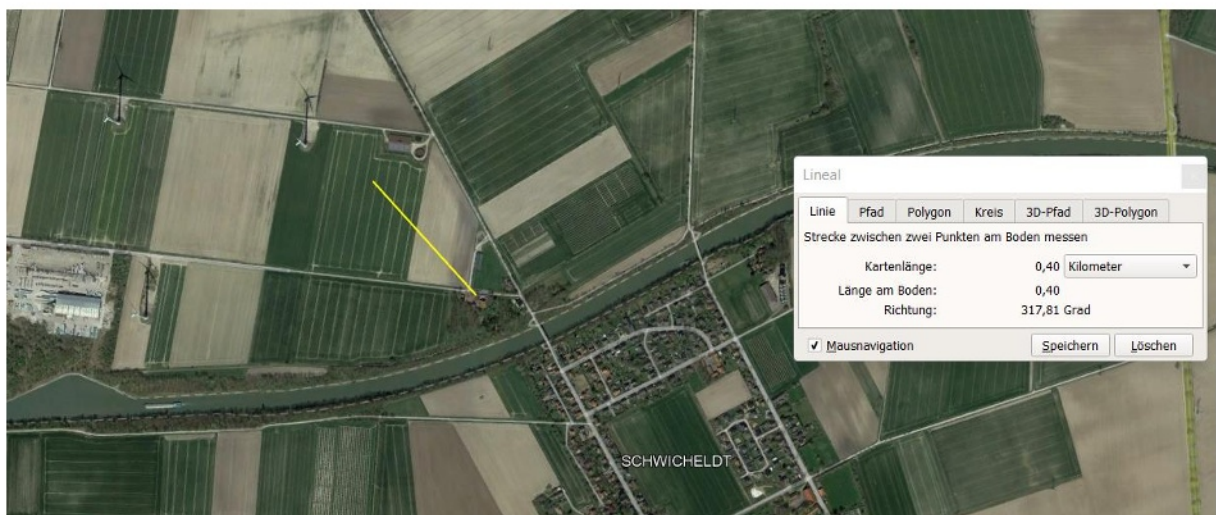 Lineal
Linie Pfad Polygon Kreis 3D-Pfad 3D-Polygon
Strecke zwischen zwei Punkten am Boden messen
Kartenlänge: 0,40 Kilometer
Länge am Boden: 0,40
Richtung: 317,81 Grad
Mausnavigation Speichern Löschen
SCHWICHELDT